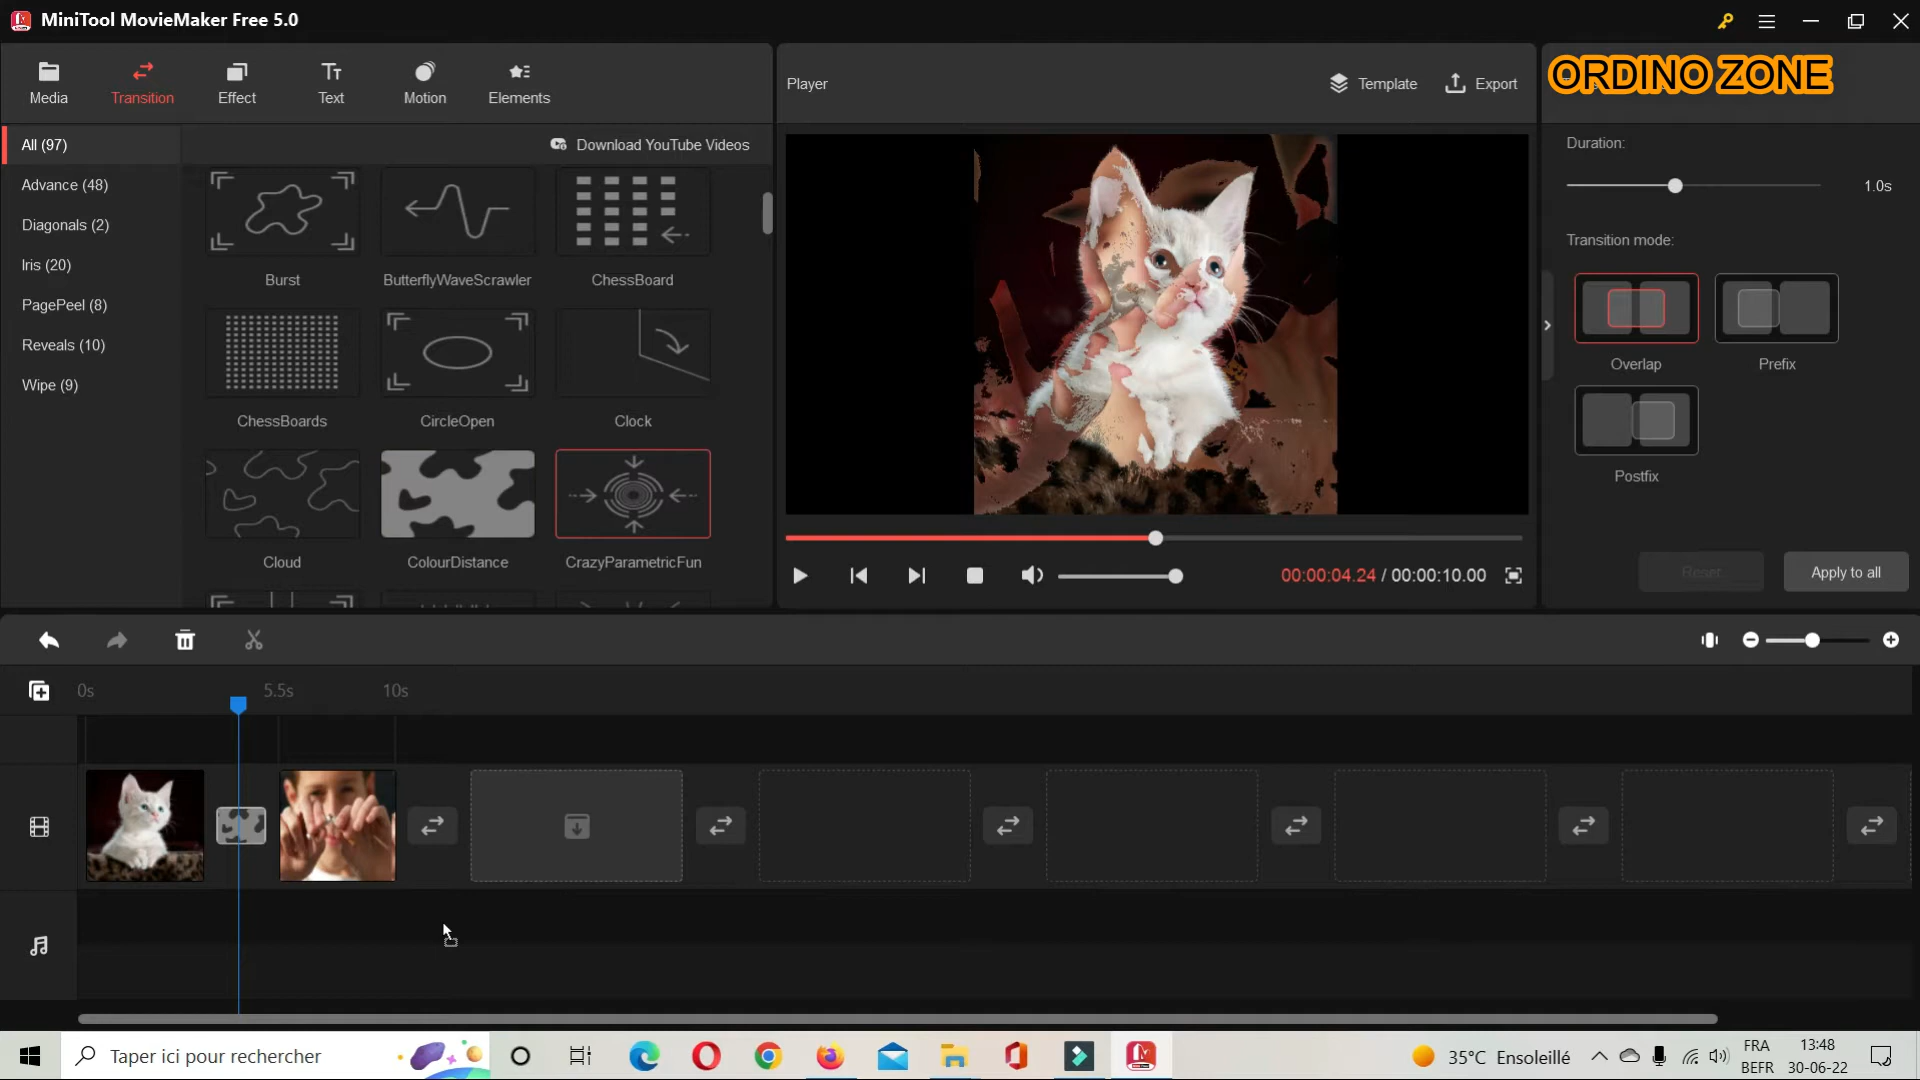 MiniTool MovieMaker Free 5.0
Media
Transition
Effect
Text
Motion
Elements
Player
Template
Export
ORDINO ZONE
All (97)
Download YouTube Videos
Advance (48)
Diagonals (2)
Iris (20)
PagePeel (8)
Reveals (10)
Wipe (9)
Burst
ButterflyWaveScrawler
ChessBoard
ChessBoards
CircleOpen
Clock
Cloud
ColourDistance
CrazyParametricFun
00:00:04.24 / 00:00:10.00
Duration:
1.0s
Transition mode:
Overlap
Prefix
Postfix
Reset
Apply to all
0s
5.5s
10s
Taper ici pour rechercher
35°C Ensoleillé
FRA
BEFR
13:48
30-06-22